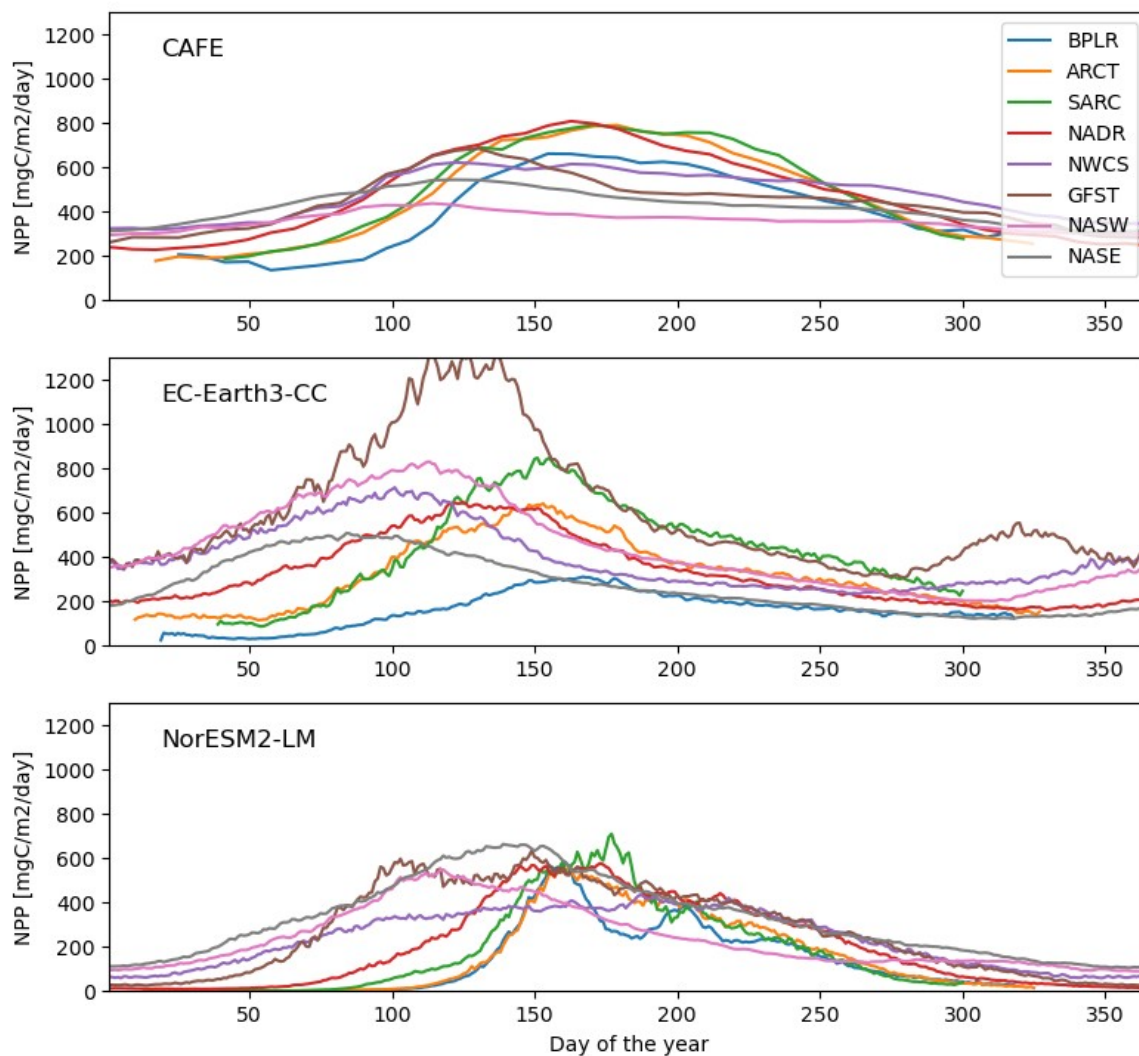 CAFE
NPP [mgC/m2/day]
1200
1000
800
600
400
200
0
50 100 150 200 250 300 350
BPLR
ARCT
SARC
NADR
NWCS
GFST
NASW
NASE
EC-Earth3-CC
NPP [mgC/m2/day]
1200
1000
800
600
400
200
0
50 100 150 200 250 300 350
NorESM2-LM
NPP [mgC/m2/day]
1200
1000
800
600
400
200
0
50 100 150 200 250 300 350
Day of the year